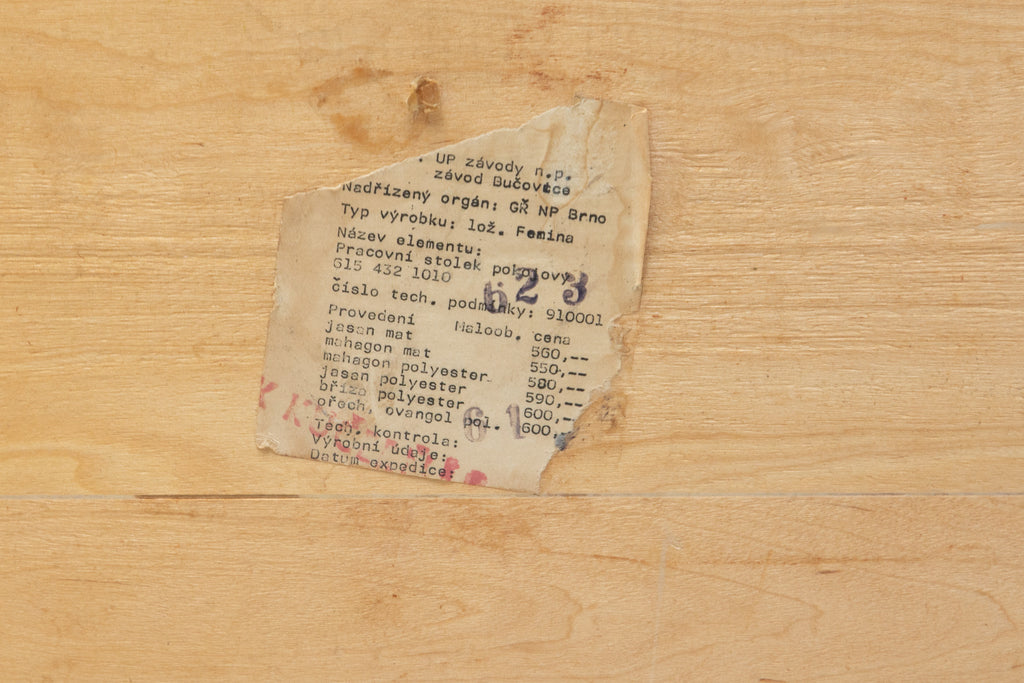 UP závody n.p.
závod Bučovice
Nadřízený orgán: GŘ NP Brno
Typ výrobku: lož. Femina
Název elementu:
Pracovní stolek pokojový
615 432 1010
623
číslo tech. podmínky: 910001
Provedení Maloob. cena
jasan mat 560,--
mahagon mat 550,--
mahagon polyester 580,--
jasan polyester 590,--
bříza polyester 600,--
ořech, ovangol pol. 600,--
61
Tech. kontrola:
Výrobní údaje:
Datum expedice: